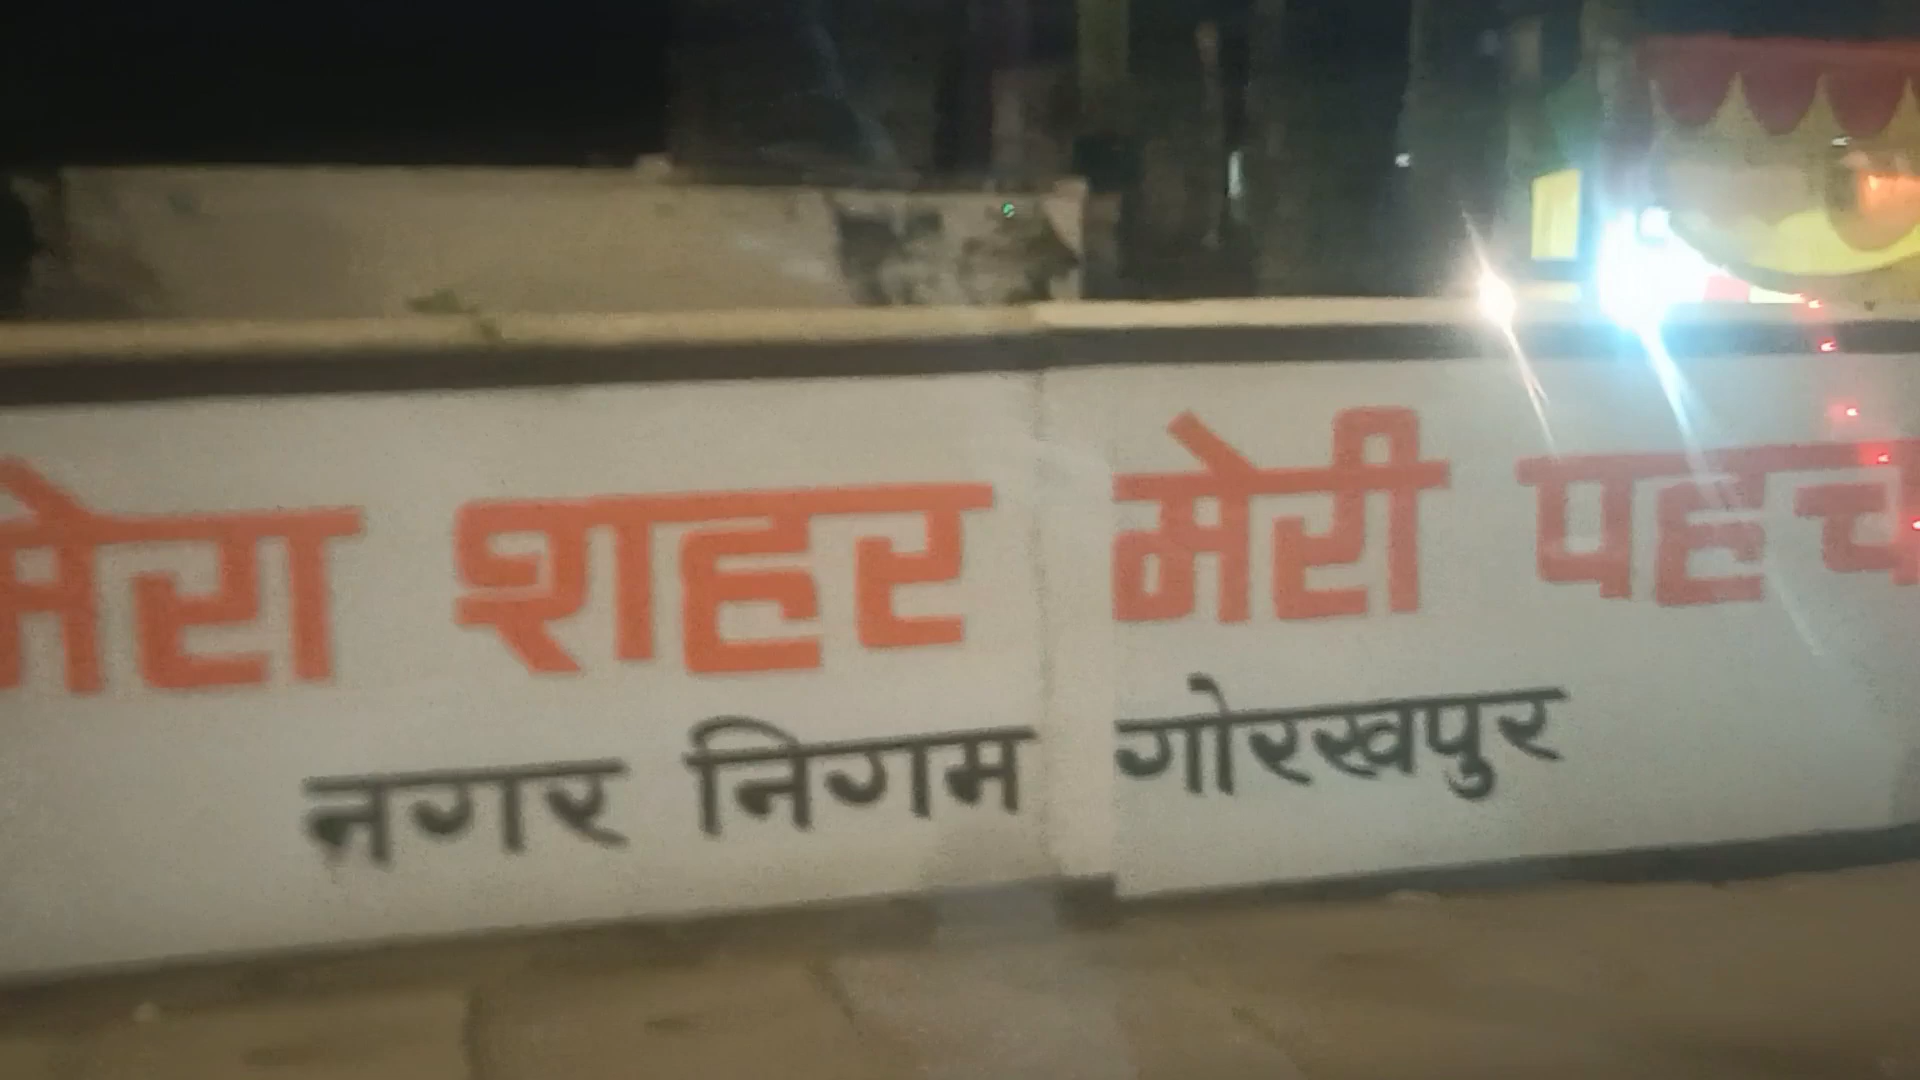 मेरा शहर मेरी पहच
नगर निगम गोरखपुर